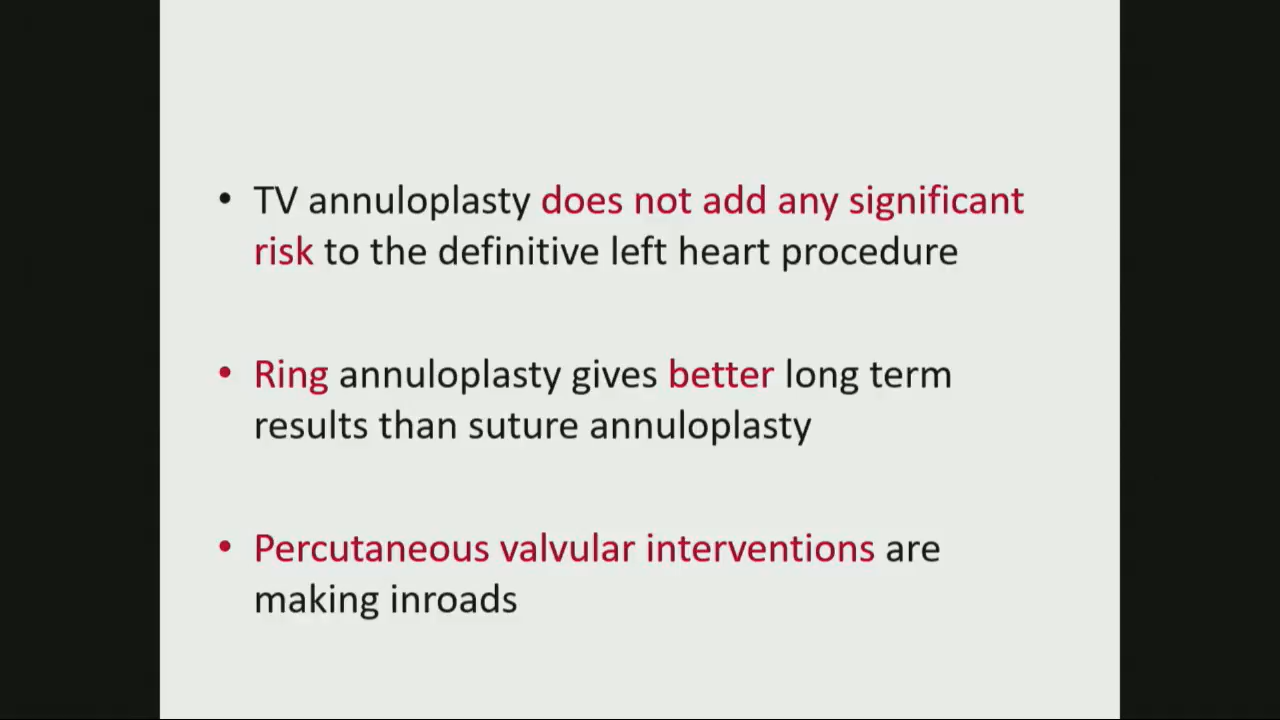 • TV annuloplasty does not add any significant
risk to the definitive left heart procedure
• Ring annuloplasty gives better long term
results than suture annuloplasty
• Percutaneous valvular interventions are
making inroads